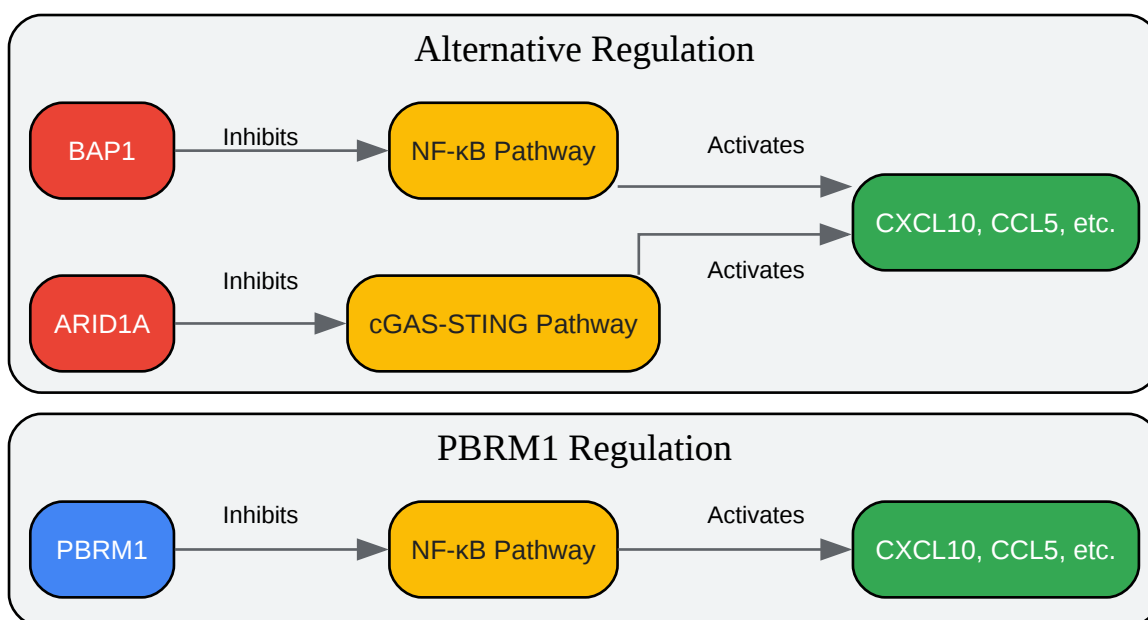 Alternative Regulation
BAP1
Inhibits
NF-κB Pathway
Activates
CXCL10, CCL5, etc.
ARID1A
Inhibits
cGAS-STING Pathway
Activates
PBRM1 Regulation
PBRM1
Inhibits
NF-κB Pathway
Activates
CXCL10, CCL5, etc.